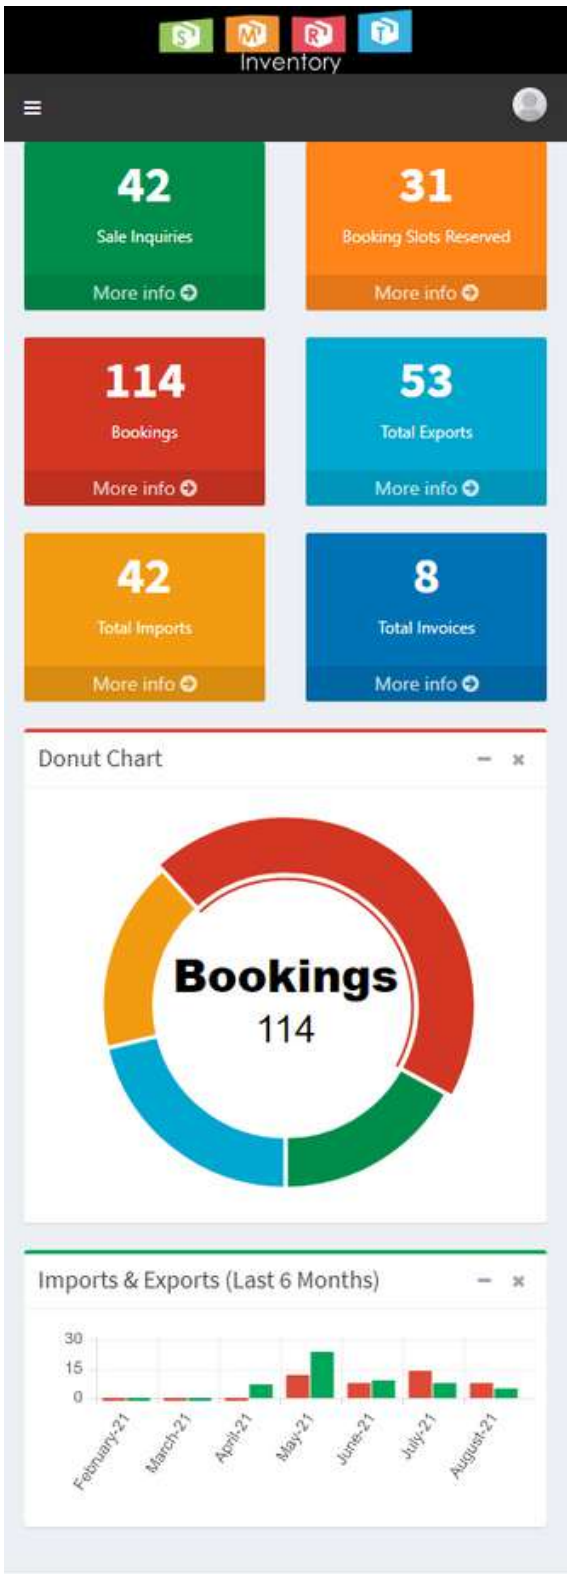 S M R T
Inventory
42
Sale Inquiries
More info
31
Booking Slots Reserved
More info
114
Bookings
More info
53
Total Exports
More info
42
Total Imports
More info
8
Total Invoices
More info
Donut Chart
Bookings
114
Imports & Exports (Last 6 Months)
30
15
0
February-21
March-21
April-21
May-21
June-21
July-21
August-21